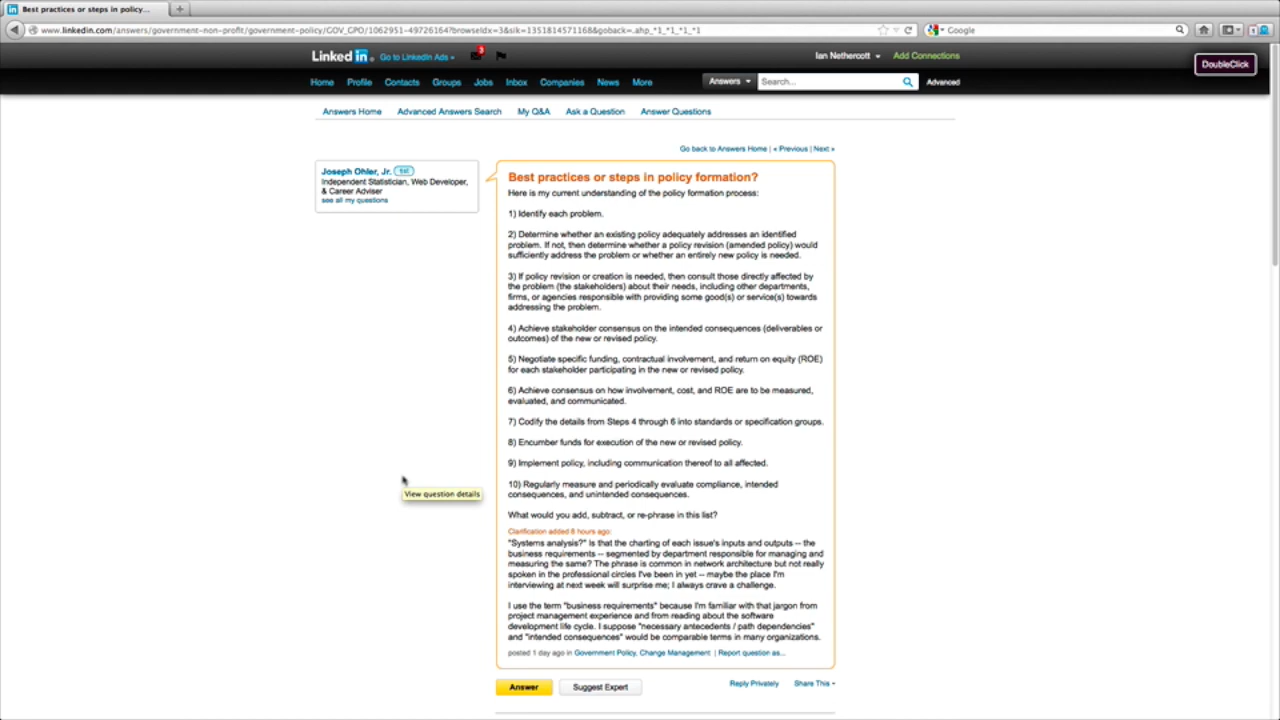 Best practices or steps in policy...
www.linkedin.com/answers/government-non-profit/government-policy/GOV_GPO/1062951-49726164?browseIdx=3&sik=1351814571168&goback=.ahp_*1_*1_*1_*1
Google
Linked in
Go to LinkedIn Ads
3
Ian Nethercott
Add Connections
DoubleClick
Home Profile Contacts Groups Jobs Inbox Companies News More
Answers
Search...
Advanced
Answers Home Advanced Answers Search My Q&A Ask a Question Answer Questions
Go back to Answers Home | « Previous | Next »
Joseph Ohler, Jr.
Independent Statistician, Web Developer,
& Career Adviser
see all my questions
Best practices or steps in policy formation?
Here is my current understanding of the policy formation process:
1) Identify each problem.
2) Determine whether an existing policy adequately addresses an identified
problem. If not, then determine whether a policy revision (amended policy) would
sufficiently address the problem or whether an entirely new policy is needed.
3) If policy revision or creation is needed, then consult those directly affected by
the problem (the stakeholders) about their needs, including other departments,
firms, or agencies responsible with providing some good(s) or service(s) towards
addressing the problem.
4) Achieve stakeholder consensus on the intended consequences (deliverables or
outcomes) of the new or revised policy.
5) Negotiate specific funding, contractual involvement, and return on equity (ROE)
for each stakeholder participating in the new or revised policy.
6) Achieve consensus on how involvement, cost, and ROE are to be measured,
evaluated, and communicated.
7) Codify the details from Steps 4 through 6 into standards or specification groups.
8) Encumber funds for execution of the new or revised policy.
9) Implement policy, including communication thereof to all affected.
10) Regularly measure and periodically evaluate compliance, intended
consequences, and unintended consequences.
What would you add, subtract, or re-phrase in this list?
Clarification added 8 hours ago:
"Systems analysis?" Is that the charting of each issue's inputs and outputs -- the
business requirements -- segmented by department responsible for managing and
measuring the same? The phrase is common in network architecture but not really
spoken in the professional circles I've been in yet -- maybe the place I'm
interviewing at next week will surprise me; I always crave a challenge.
I use the term "business requirements" because I'm familiar with that jargon from
project management experience and from reading about the software
development life cycle. I suppose "necessary antecedents / path dependencies"
and "intended consequences" would be comparable terms in many organizations.
posted 1 day ago in Government Policy, Change Management | Report question as...
View question details
Answer
Suggest Expert
Reply Privately
Share This